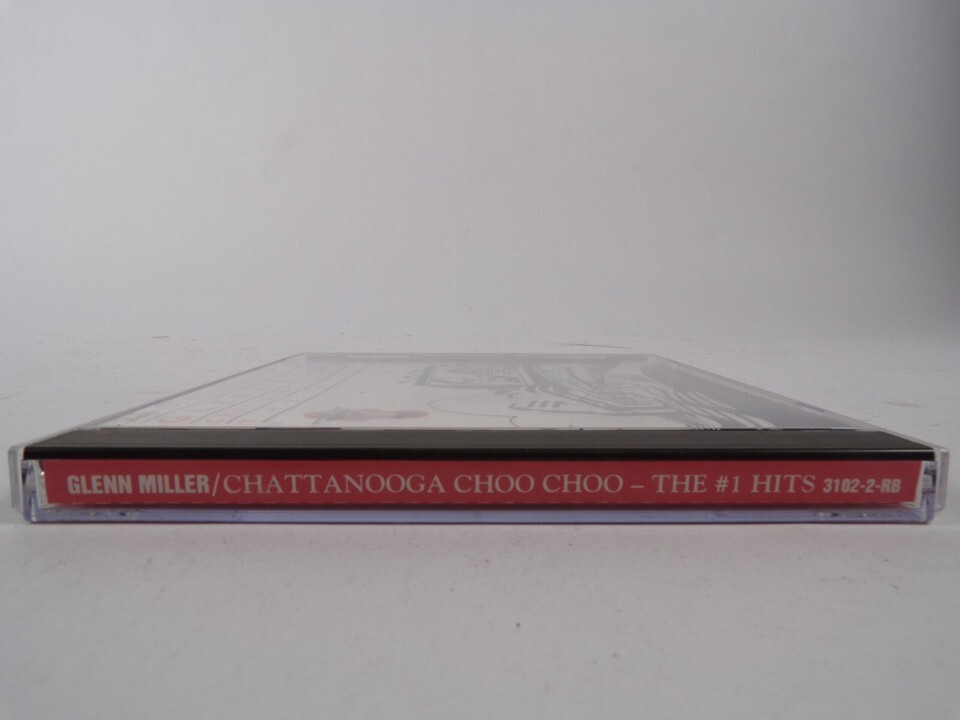 GLENN MILLER/CHATTANOOGA CHOO CHOO – THE #1 HITS 3102-2-RB